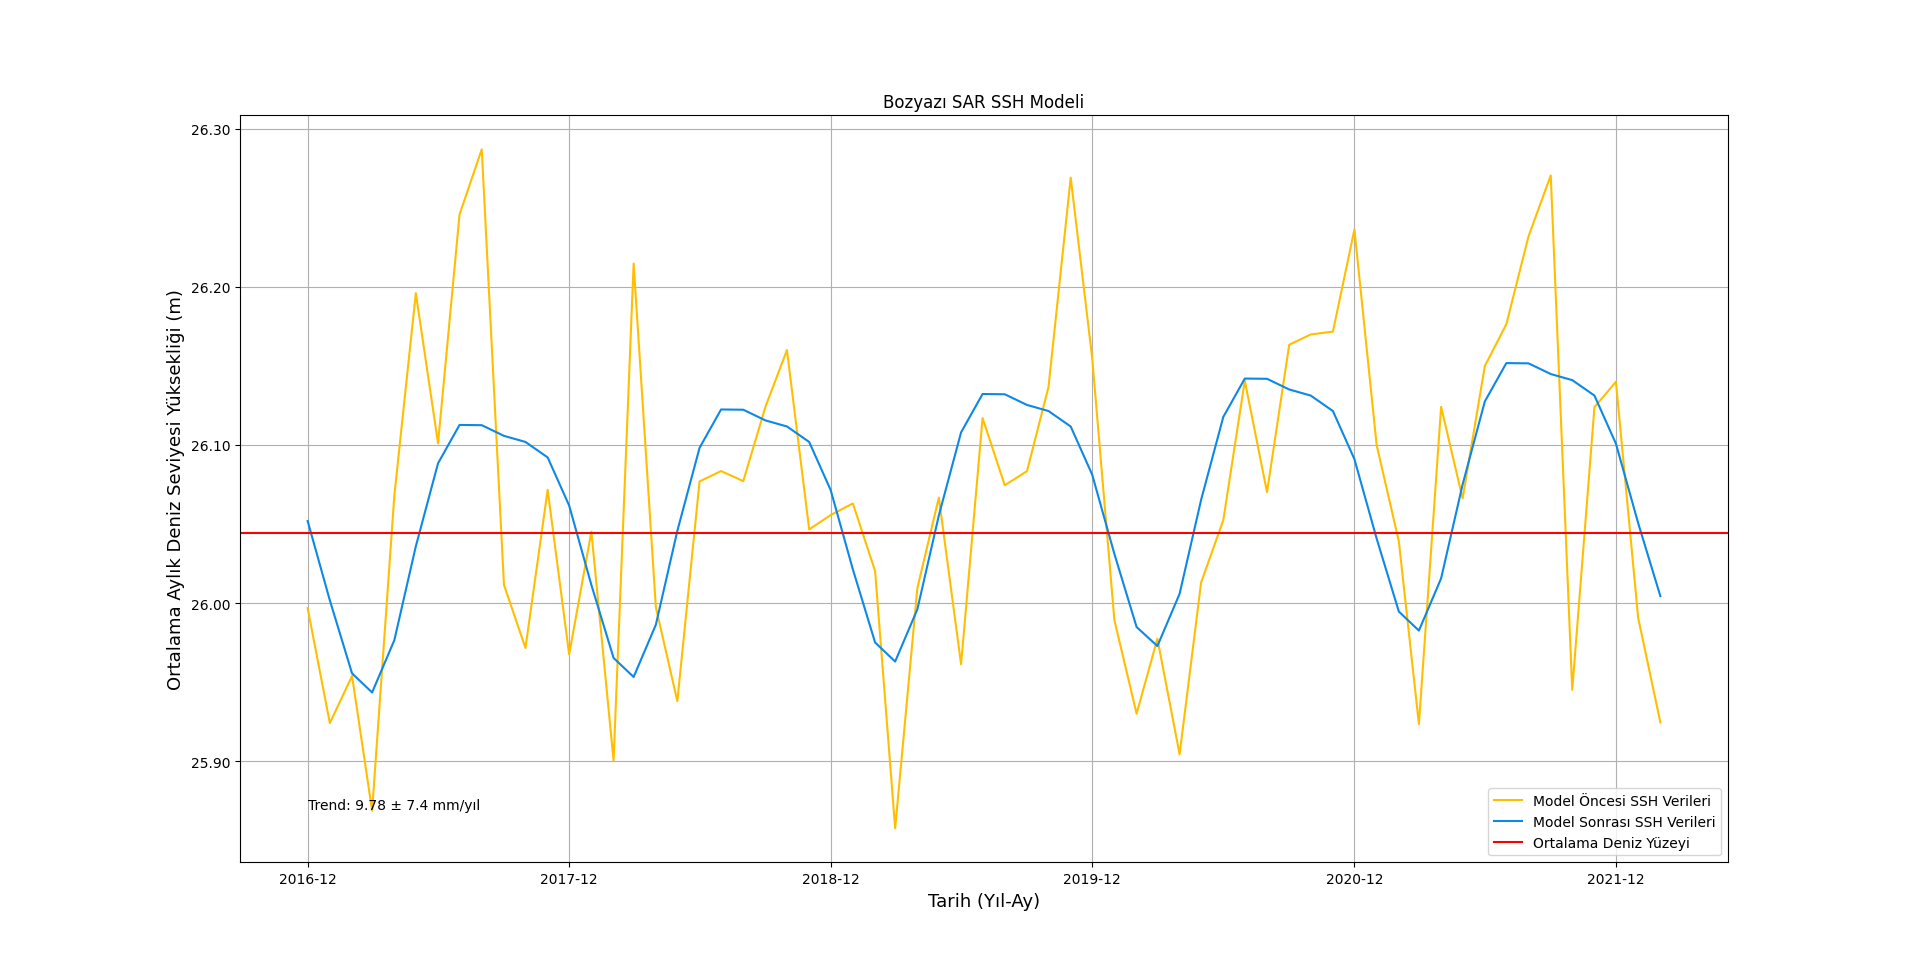 Bozyazı SAR SSH Modeli
Ortalama Aylık Deniz Seviyesi Yüksekliği (m)
26.30
26.20
26.10
26.00
25.90
Trend: 9.78 ± 7.4 mm/yıl
Model Öncesi SSH Verileri
Model Sonrası SSH Verileri
Ortalama Deniz Yüzeyi
2016-12
2017-12
2018-12
2019-12
2020-12
2021-12
Tarih (Yıl-Ay)